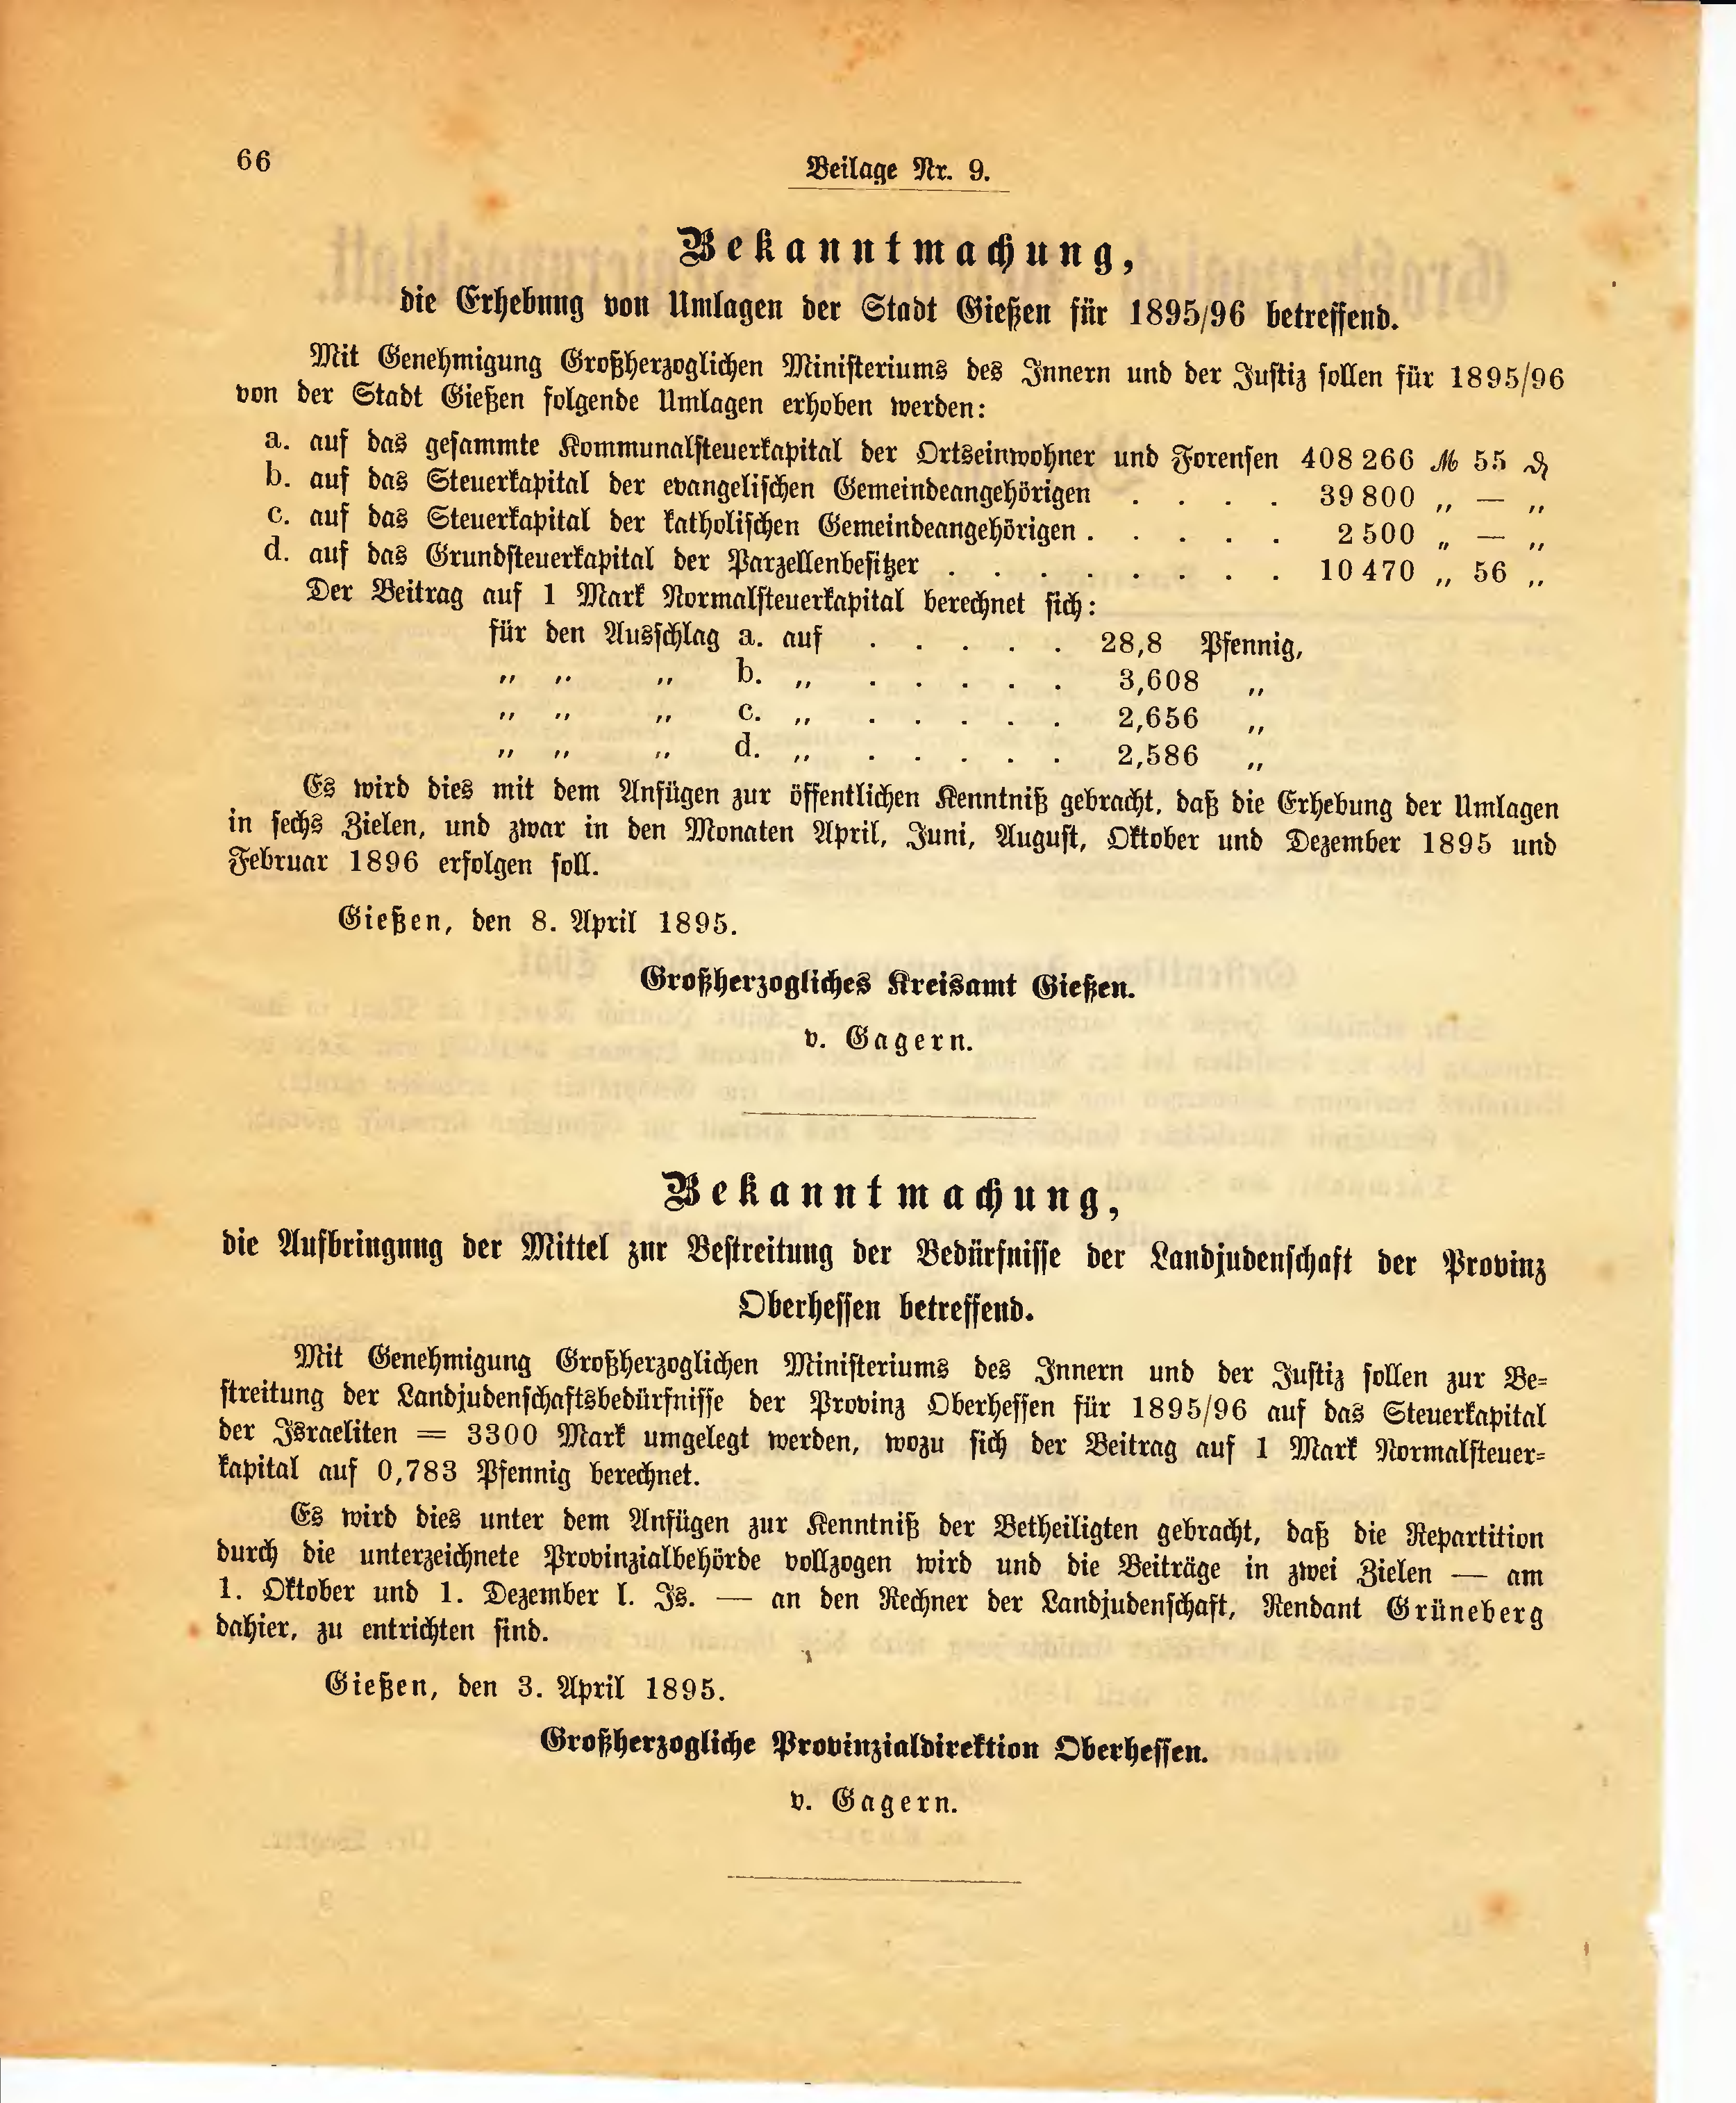 66
Beilage Nr. 9.
Bekanntmachung,
die Erhebung von Umlagen der Stadt Gießen für 1895/96 betreffend.
Mit Genehmigung Großherzoglichen Ministeriums des Innern und der Justiz sollen für 1895/96
von der Stadt Gießen folgende Umlagen erhoben werden:
a. auf das gesammte Kommunalsteuerkapital der Ortseinwohner und Forensen 408 266 ℳ 55 ₰
b. auf das Steuerkapital der evangelischen Gemeindeangehörigen . . . . 39 800 „ — „
c. auf das Steuerkapital der katholischen Gemeindeangehörigen . . . . . 2 500 „ — „
d. auf das Grundsteuerkapital der Parzellenbesitzer . . . . . . . . 10 470 „ 56 „
Der Beitrag auf 1 Mark Normalsteuerkapital berechnet sich:
für den Ausschlag a. auf . . . . . 28,8 Pfennig,
„ „ „ b. „ . . . . . 3,608 „
„ „ „ c. „ . . . . . 2,656 „
„ „ „ d. „ . . . . . 2,586 „
Es wird dies mit dem Anfügen zur öffentlichen Kenntniß gebracht, daß die Erhebung der Umlagen
in sechs Zielen, und zwar in den Monaten April, Juni, August, Oktober und Dezember 1895 und
Februar 1896 erfolgen soll.
Gießen, den 8. April 1895.
Großherzogliches Kreisamt Gießen.
v. Gagern.
Bekanntmachung,
die Aufbringung der Mittel zur Bestreitung der Bedürfnisse der Landjudenschaft der Provinz
Oberhessen betreffend.
Mit Genehmigung Großherzoglichen Ministeriums des Innern und der Justiz sollen zur Be-
streitung der Landjudenschaftsbedürfnisse der Provinz Oberhessen für 1895/96 auf das Steuerkapital
der Israeliten = 3300 Mark umgelegt werden, wozu sich der Beitrag auf 1 Mark Normalsteuer-
kapital auf 0,783 Pfennig berechnet.
Es wird dies unter dem Anfügen zur Kenntniß der Betheiligten gebracht, daß die Repartition
durch die unterzeichnete Provinzialbehörde vollzogen wird und die Beiträge in zwei Zielen — am
1. Oktober und 1. Dezember l. Js. — an den Rechner der Landjudenschaft, Rendant Grüneberg
dahier, zu entrichten sind.
Gießen, den 3. April 1895.
Großherzogliche Provinzialdirektion Oberhessen.
v. Gagern.